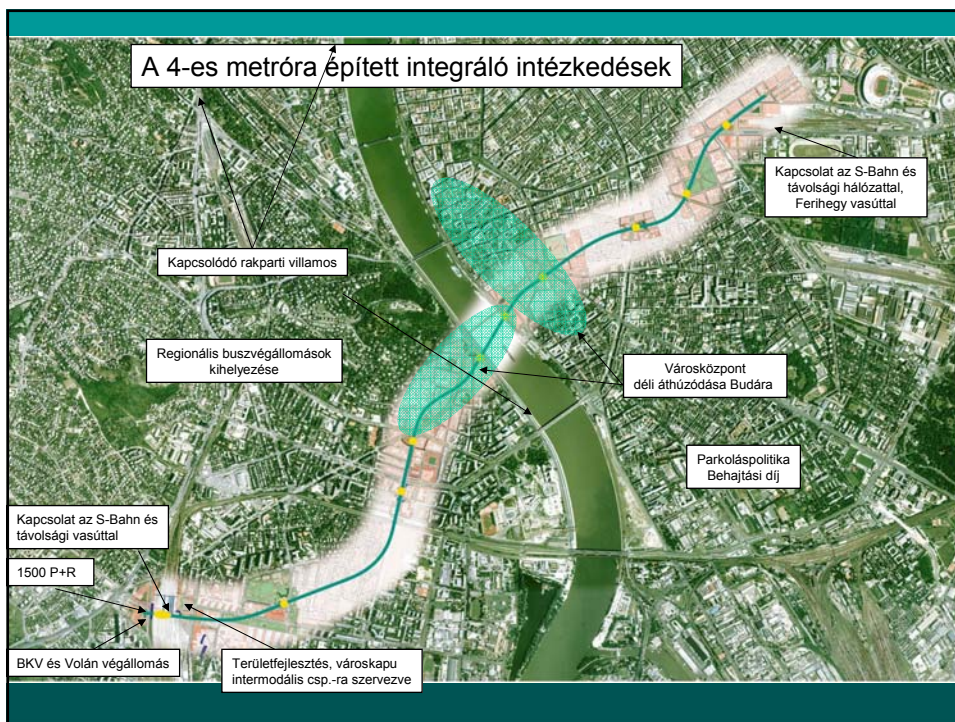 A 4-es metróra épített integráló intézkedések
Kapcsolat az S-Bahn és
távolsági hálózattal,
Ferihegy vasúttal
Kapcsolódó rakparti villamos
Regionális buszvégállomások
kihelyezése
Városközpont
déli áthúzódása Budára
Parkoláspolitika
Behajtási díj
Kapcsolat az S-Bahn és
távolsági vasúttal
1500 P+R
BKV és Volán végállomás
Területfejlesztés, városkapu
intermodális csp.-ra szervezve